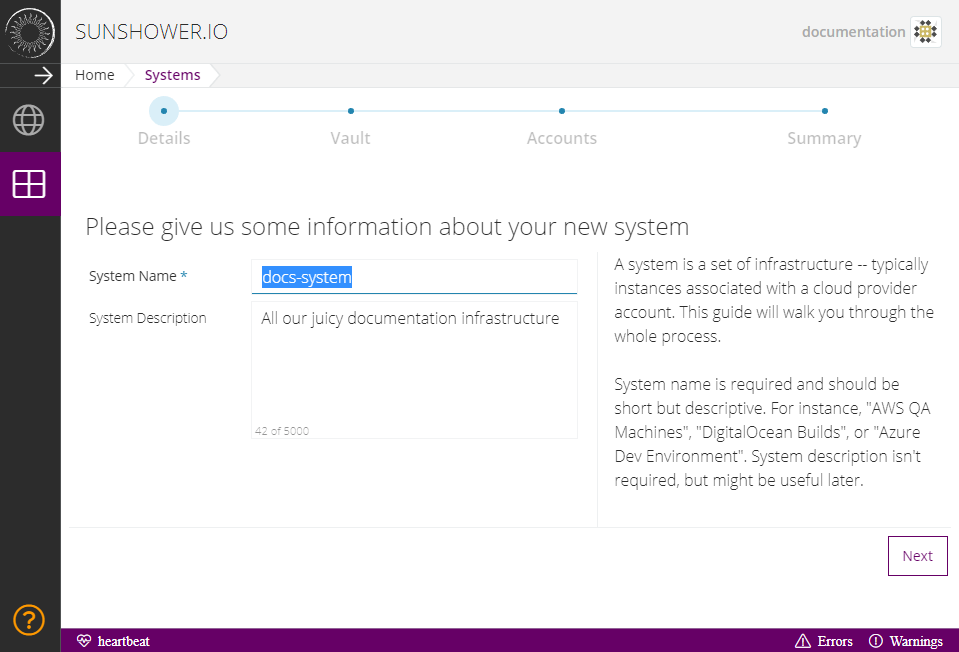 SUNSHOWER.IO
documentation
Home
Systems
Details
Vault
Accounts
Summary
Please give us some information about your new system
System Name *
docs-system
System Description
All our juicy documentation infrastructure
42 of 5000
A system is a set of infrastructure -- typically
instances associated with a cloud provider
account. This guide will walk you through the
whole process.
System name is required and should be
short but descriptive. For instance, "AWS QA
Machines", "DigitalOcean Builds", or "Azure
Dev Environment". System description isn't
required, but might be useful later.
Next
?
heartbeat
Errors
Warnings